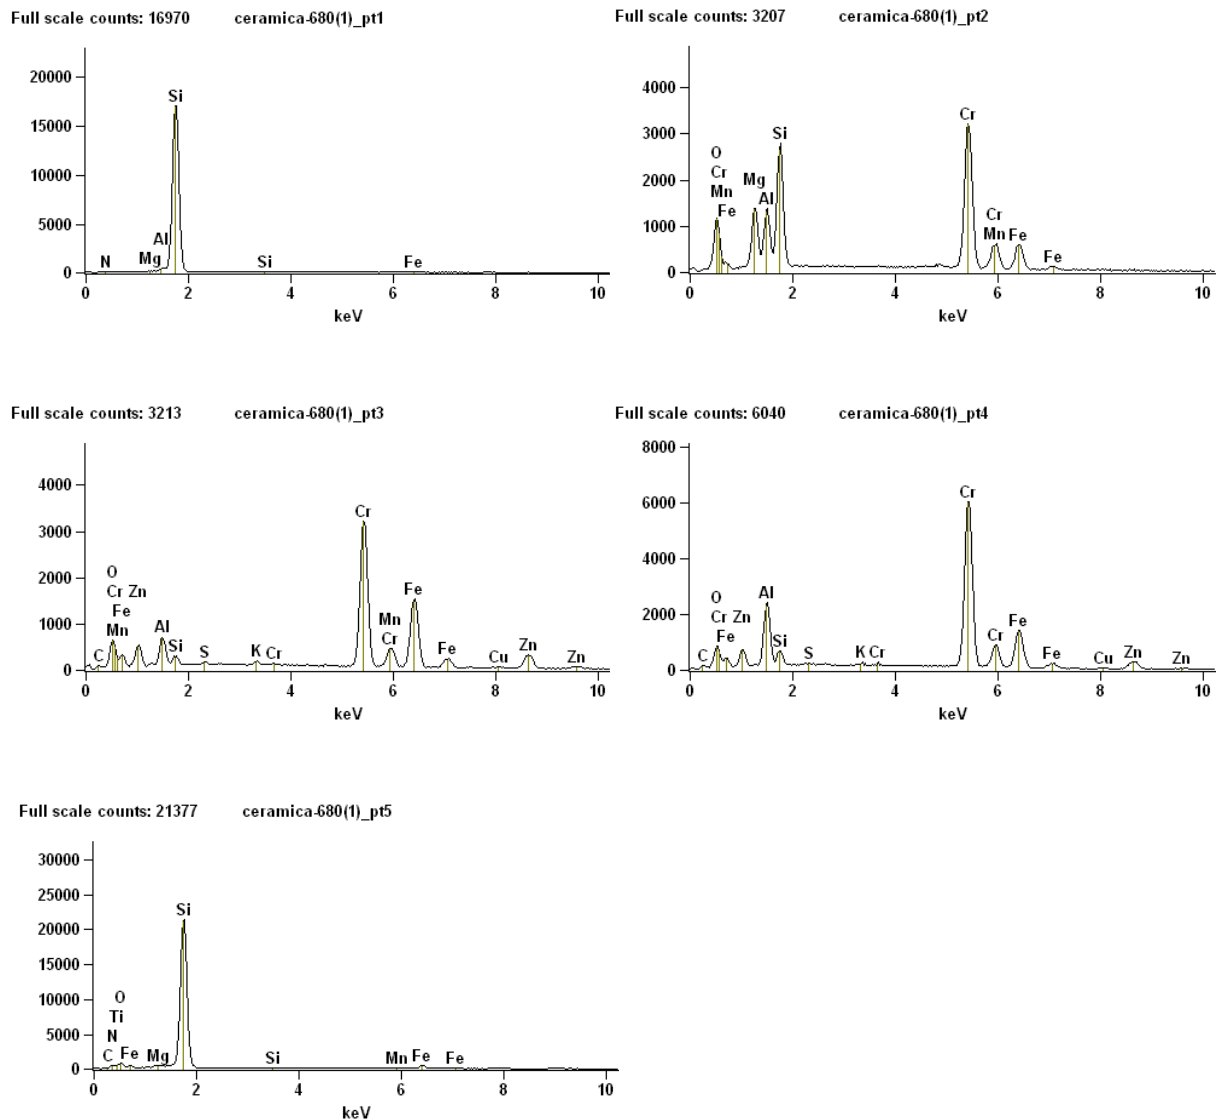 Full scale counts: 16970 ceramica-680(1)_pt1
20000
15000
10000
5000
0
Si
Al
Mg
N
Si
Fe
0 2 4 6 8 10
keV
Full scale counts: 3207 ceramica-680(1)_pt2
4000
3000
2000
1000
0
Cr
Si
O
Cr
Mn
Fe
Mg
Al
Cr
Mn
Fe
Fe
0 2 4 6 8 10
keV
Full scale counts: 3213 ceramica-680(1)_pt3
4000
3000
2000
1000
0
Cr
O
Cr Zn
Fe
Mn
C
Al
Si
S
K
Cr
Mn
Cr
Fe
Fe
Cu
Zn
Zn
0 2 4 6 8 10
keV
Full scale counts: 6040 ceramica-680(1)_pt4
8000
6000
4000
2000
0
Cr
O
Cr Zn
Fe
C
Al
Si
S
K
Cr
Cr
Fe
Fe
Cu
Zn
Zn
0 2 4 6 8 10
keV
Full scale counts: 21377 ceramica-680(1)_pt5
30000
25000
20000
15000
10000
5000
0
Si
O
Ti
N
C
Fe
Mg
Si
Mn
Fe
Fe
0 2 4 6 8 10
keV